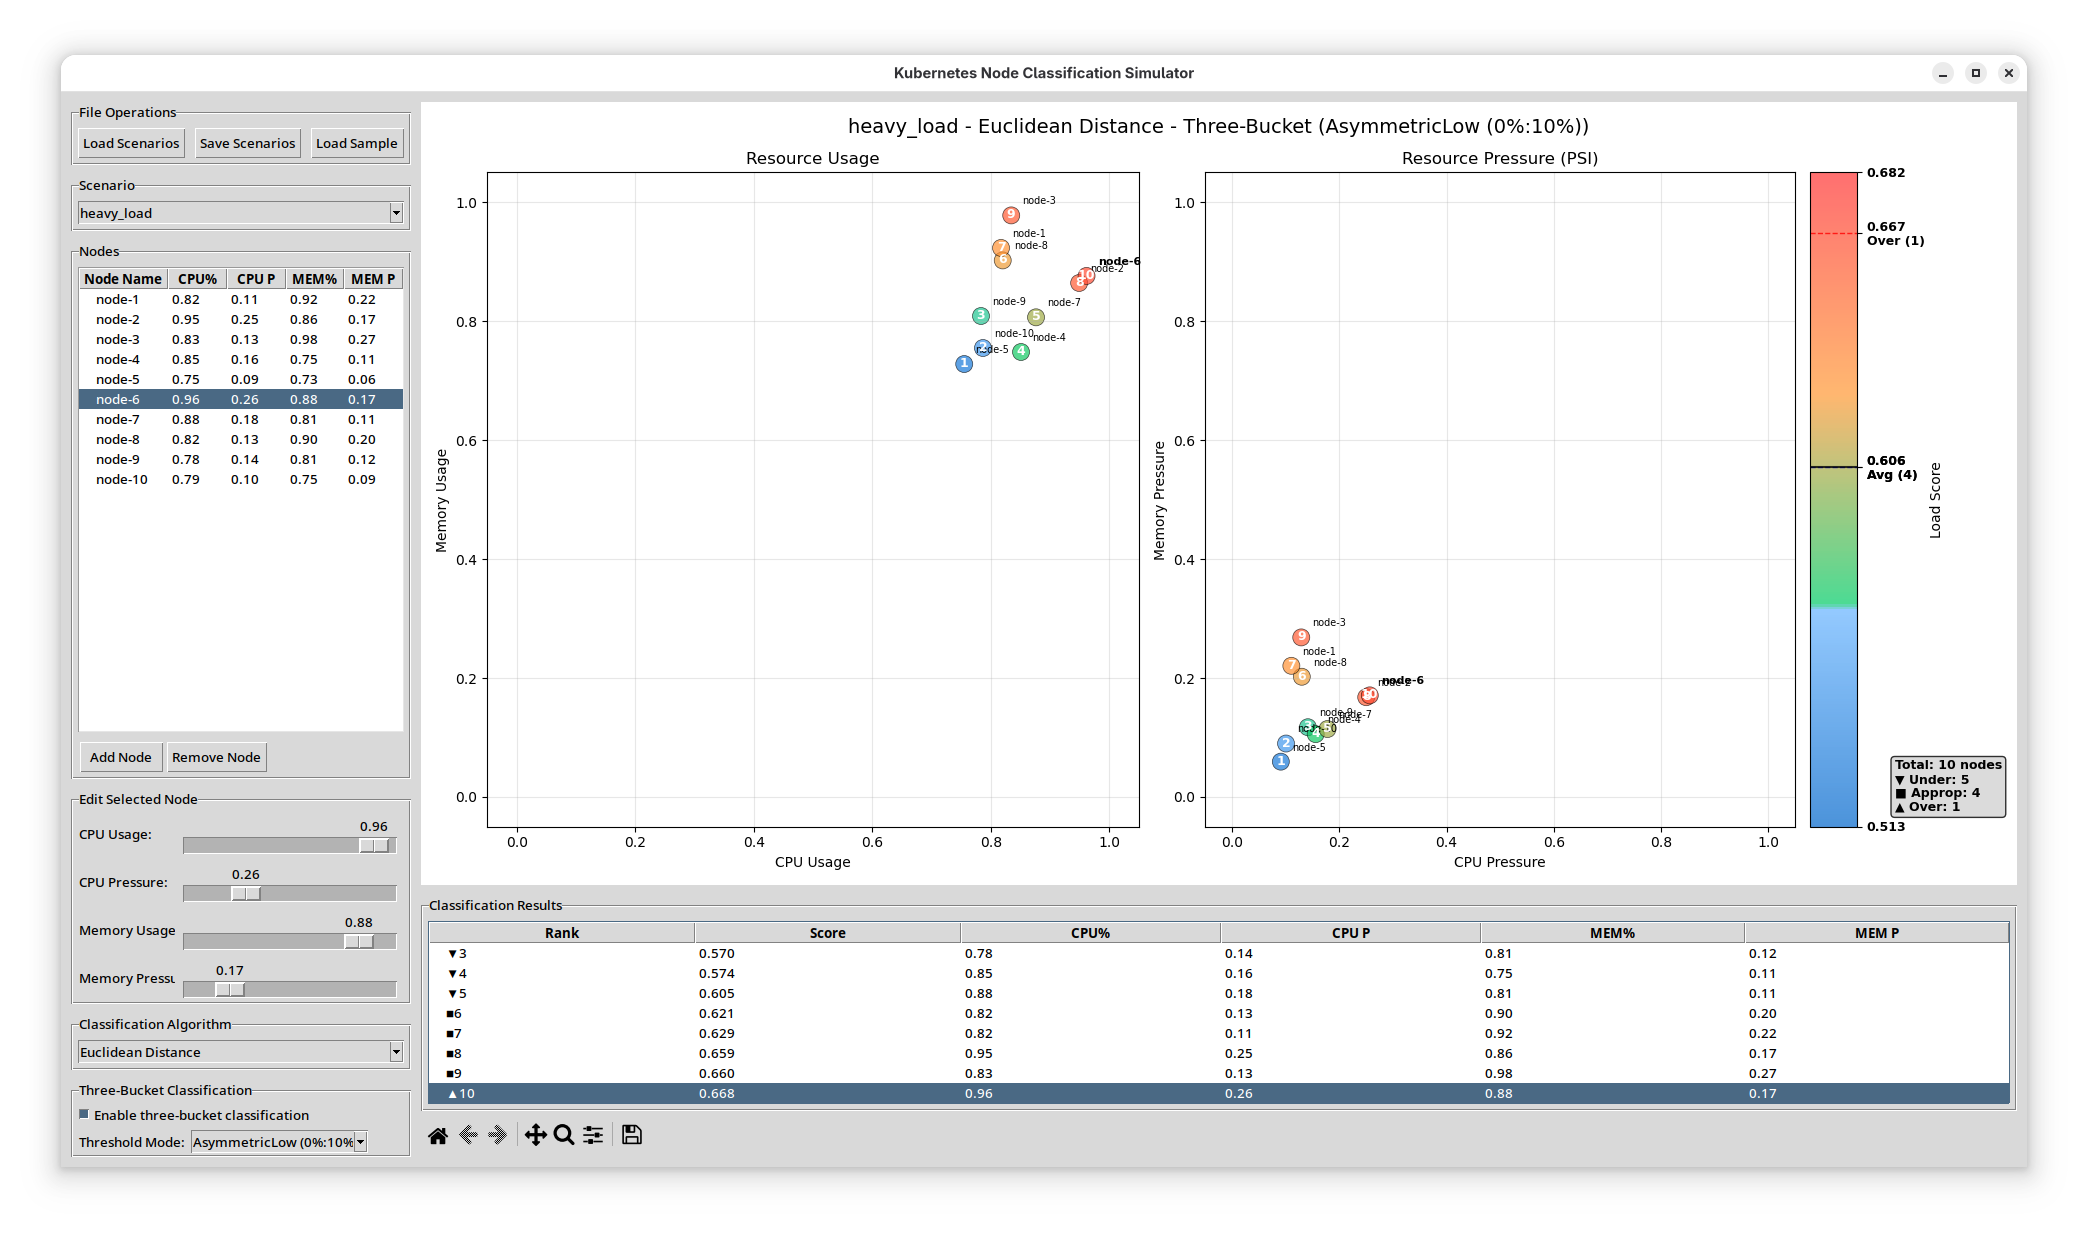 Kubernetes Node Classification Simulator
File Operations
Load Scenarios Save Scenarios Load Sample
Scenario
heavy_load
Nodes
Node Name CPU% CPU P MEM% MEM P
node-1 0.82 0.11 0.92 0.22
node-2 0.95 0.25 0.86 0.17
node-3 0.83 0.13 0.98 0.27
node-4 0.85 0.16 0.75 0.11
node-5 0.75 0.09 0.73 0.06
node-6 0.96 0.26 0.88 0.17
node-7 0.88 0.18 0.81 0.11
node-8 0.82 0.13 0.90 0.20
node-9 0.78 0.14 0.81 0.12
node-10 0.79 0.10 0.75 0.09
Add Node Remove Node
Edit Selected Node
0.96
CPU Usage:
0.26
CPU Pressure:
0.88
Memory Usage
0.17
Memory Pressu
Classification Algorithm
Euclidean Distance
Three-Bucket Classification
Enable three-bucket classification
Threshold Mode: AsymmetricLow (0%:10%
heavy_load - Euclidean Distance - Three-Bucket (AsymmetricLow (0%:10%))
Resource Usage
1.0
0.8
0.6
0.4
0.2
0.0
Memory Usage
node-3
9
node-1
7
node-8
6
node-6
node-2
10
8
node-9
node-7
3
5
node-10
node-4
2
node-5
4
1
0.0 0.2 0.4 0.6 0.8 1.0
CPU Usage
Resource Pressure (PSI)
1.0
0.8
0.6
0.4
0.2
0.0
Memory Pressure
node-3
9
node-1
7
node-8
6
node-6
10
node-7
node-4
2
node-5
1
0.0 0.2 0.4 0.6 0.8 1.0
CPU Pressure
0.682
0.667
Over (1)
0.606
Avg (4)
Load Score
0.513
Total: 10 nodes
▼ Under: 5
■ Approp: 4
▲ Over: 1
Classification Results
Rank Score CPU% CPU P MEM% MEM P
▼3 0.570 0.78 0.14 0.81 0.12
▼4 0.574 0.85 0.16 0.75 0.11
▼5 0.605 0.88 0.18 0.81 0.11
■6 0.621 0.82 0.13 0.90 0.20
■7 0.629 0.82 0.11 0.92 0.22
■8 0.659 0.95 0.25 0.86 0.17
■9 0.660 0.83 0.13 0.98 0.27
▲10 0.668 0.96 0.26 0.88 0.17